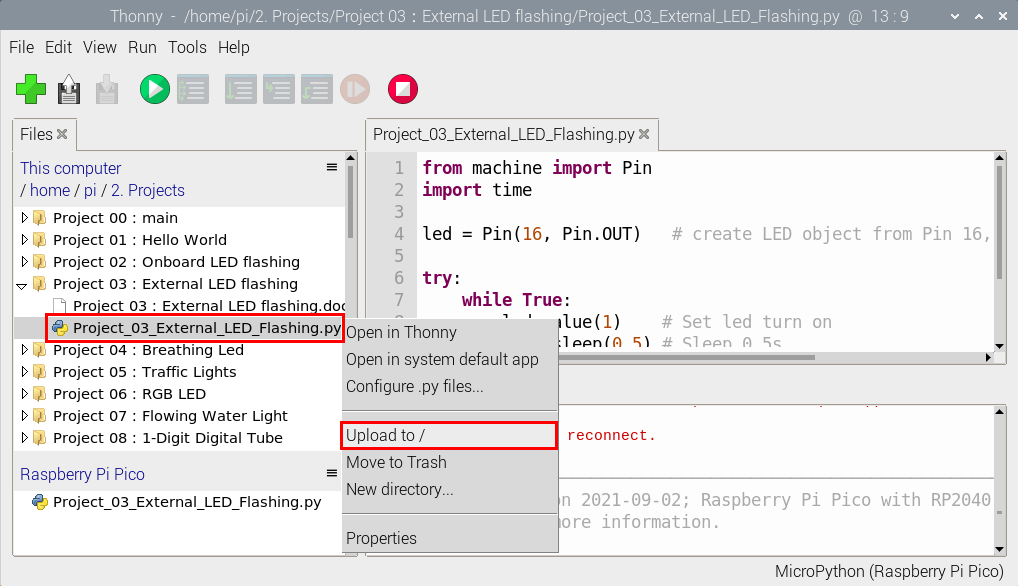 Thonny - /home/pi/2. Projects/Project 03 : External LED flashing/Project_03_External_LED_Flashing.py @ 13 : 9
File Edit View Run Tools Help
Files
This computer
/ home / pi / 2. Projects
Project 00 : main
Project 01 : Hello World
Project 02 : Onboard LED flashing
Project 03 : External LED flashing
Project 03 : External LED flashing.doc
Project_03_External_LED_Flashing.py
Project 04 : Breathing Led
Project 05 : Traffic Lights
Project 06 : RGB LED
Project 07 : Flowing Water Light
Project 08 : 1-Digit Digital Tube
Raspberry Pi Pico
Project_03_External_LED_Flashing.py
Project_03_External_LED_Flashing.py
1 from machine import Pin
2 import time
3
4 led = Pin(16, Pin.OUT) # create LED object from Pin 16,
5
6 try:
7 while True:
alue(1) # Set led turn on
leep(0.5) # Sleep 0.5s
Open in Thonny
Open in system default app
Configure .py files...
Upload to /
Move to Trash
New directory...
Properties
reconnect.
on 2021-09-02; Raspberry Pi Pico with RP2040
ore information.
MicroPython (Raspberry Pi Pico)